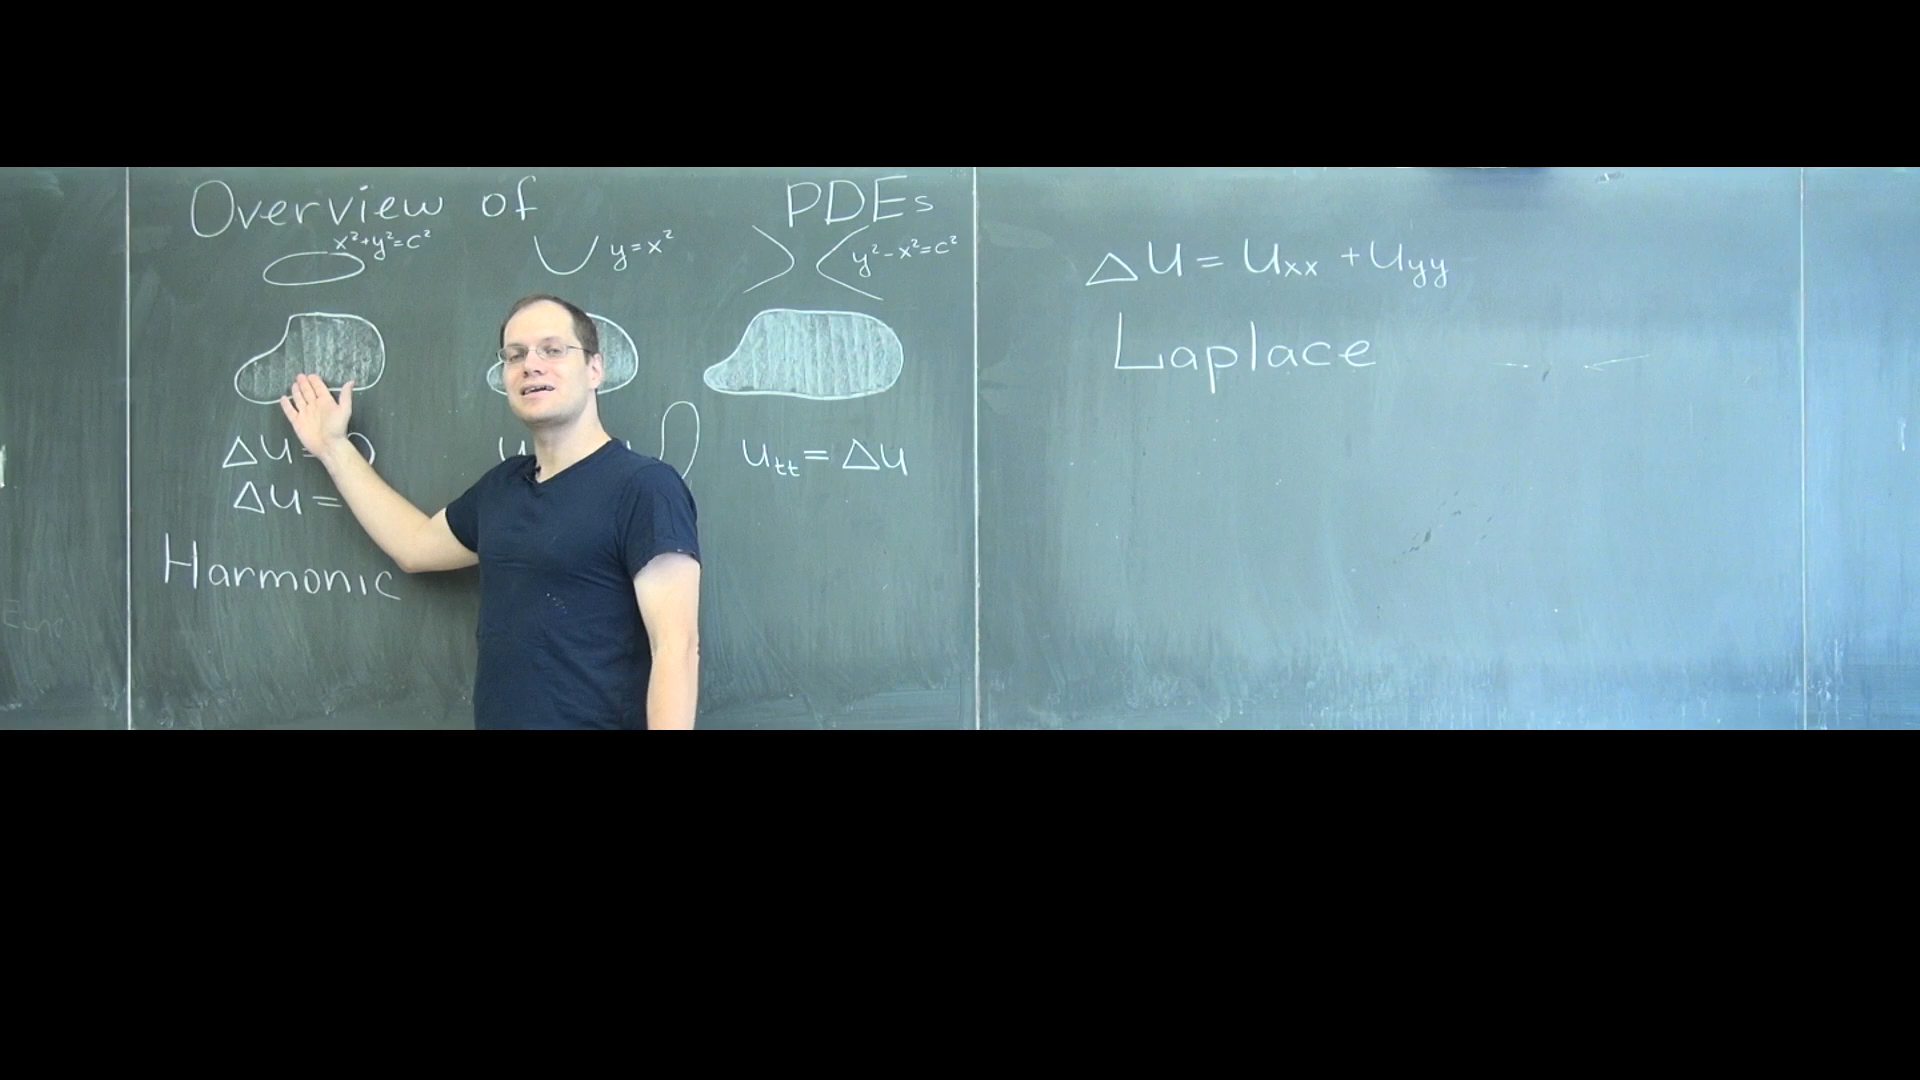 Overview of PDEs
x²+y²=c²
y=x²
y²-x²=c²
Δu=0
Δu=
u
u_tt = Δu
Harmonic
Δu = u_xx + u_yy
Laplace